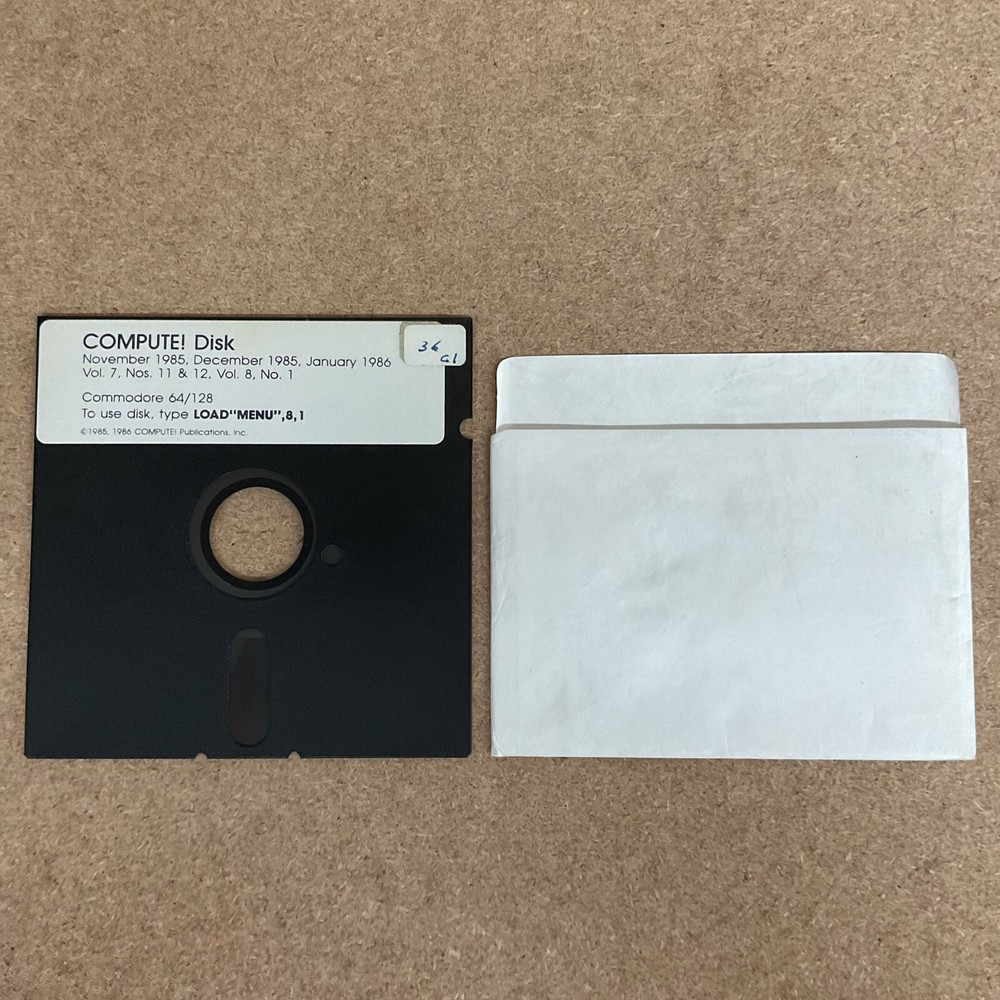 COMPUTE! Disk
November 1985, December 1985, January 1986
Vol. 7, Nos. 11 & 12, Vol. 8, No. 1
Commodore 64/128
To use disk, type LOAD"MENU",8,1
©1985, 1986 COMPUTE! Publications, Inc.
36